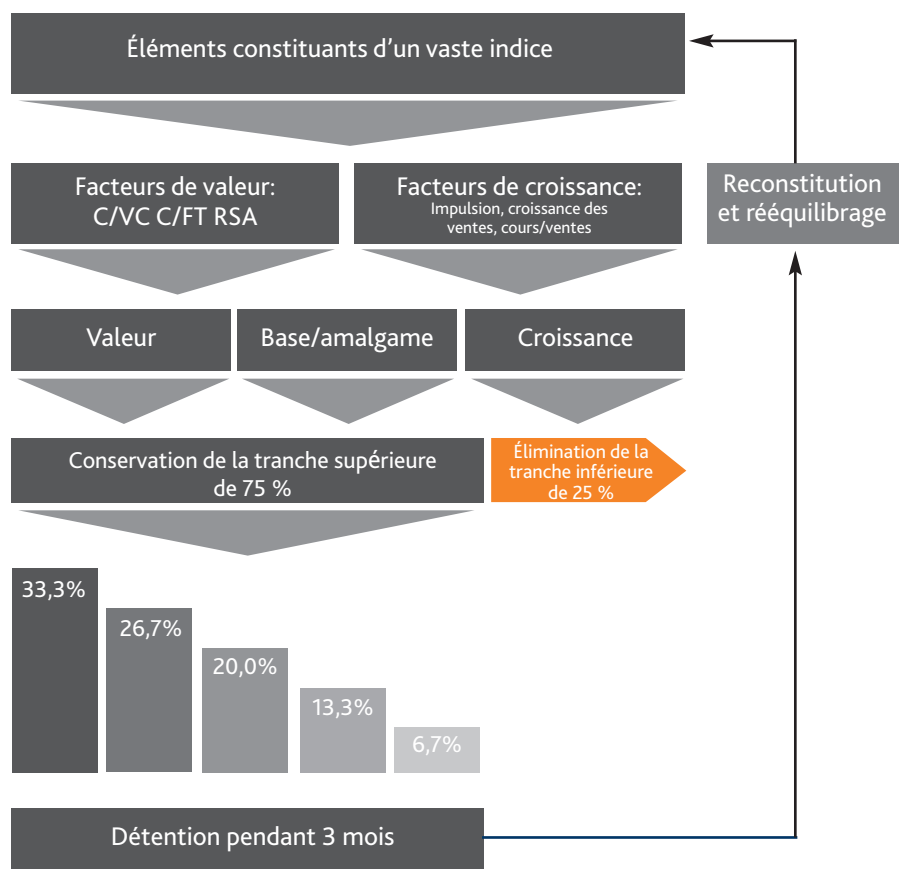 Éléments constituants d'un vaste indice
Facteurs de valeur:
C/VC C/FT RSA
Facteurs de croissance:
Impulsion, croissance des
ventes, cours/ventes
Reconstitution
et rééquilibrage
Valeur
Base/amalgame
Croissance
Conservation de la tranche supérieure
de 75 %
Élimination de la
tranche inférieure
de 25 %
33,3%
26,7%
20,0%
13,3%
6,7%
Détention pendant 3 mois